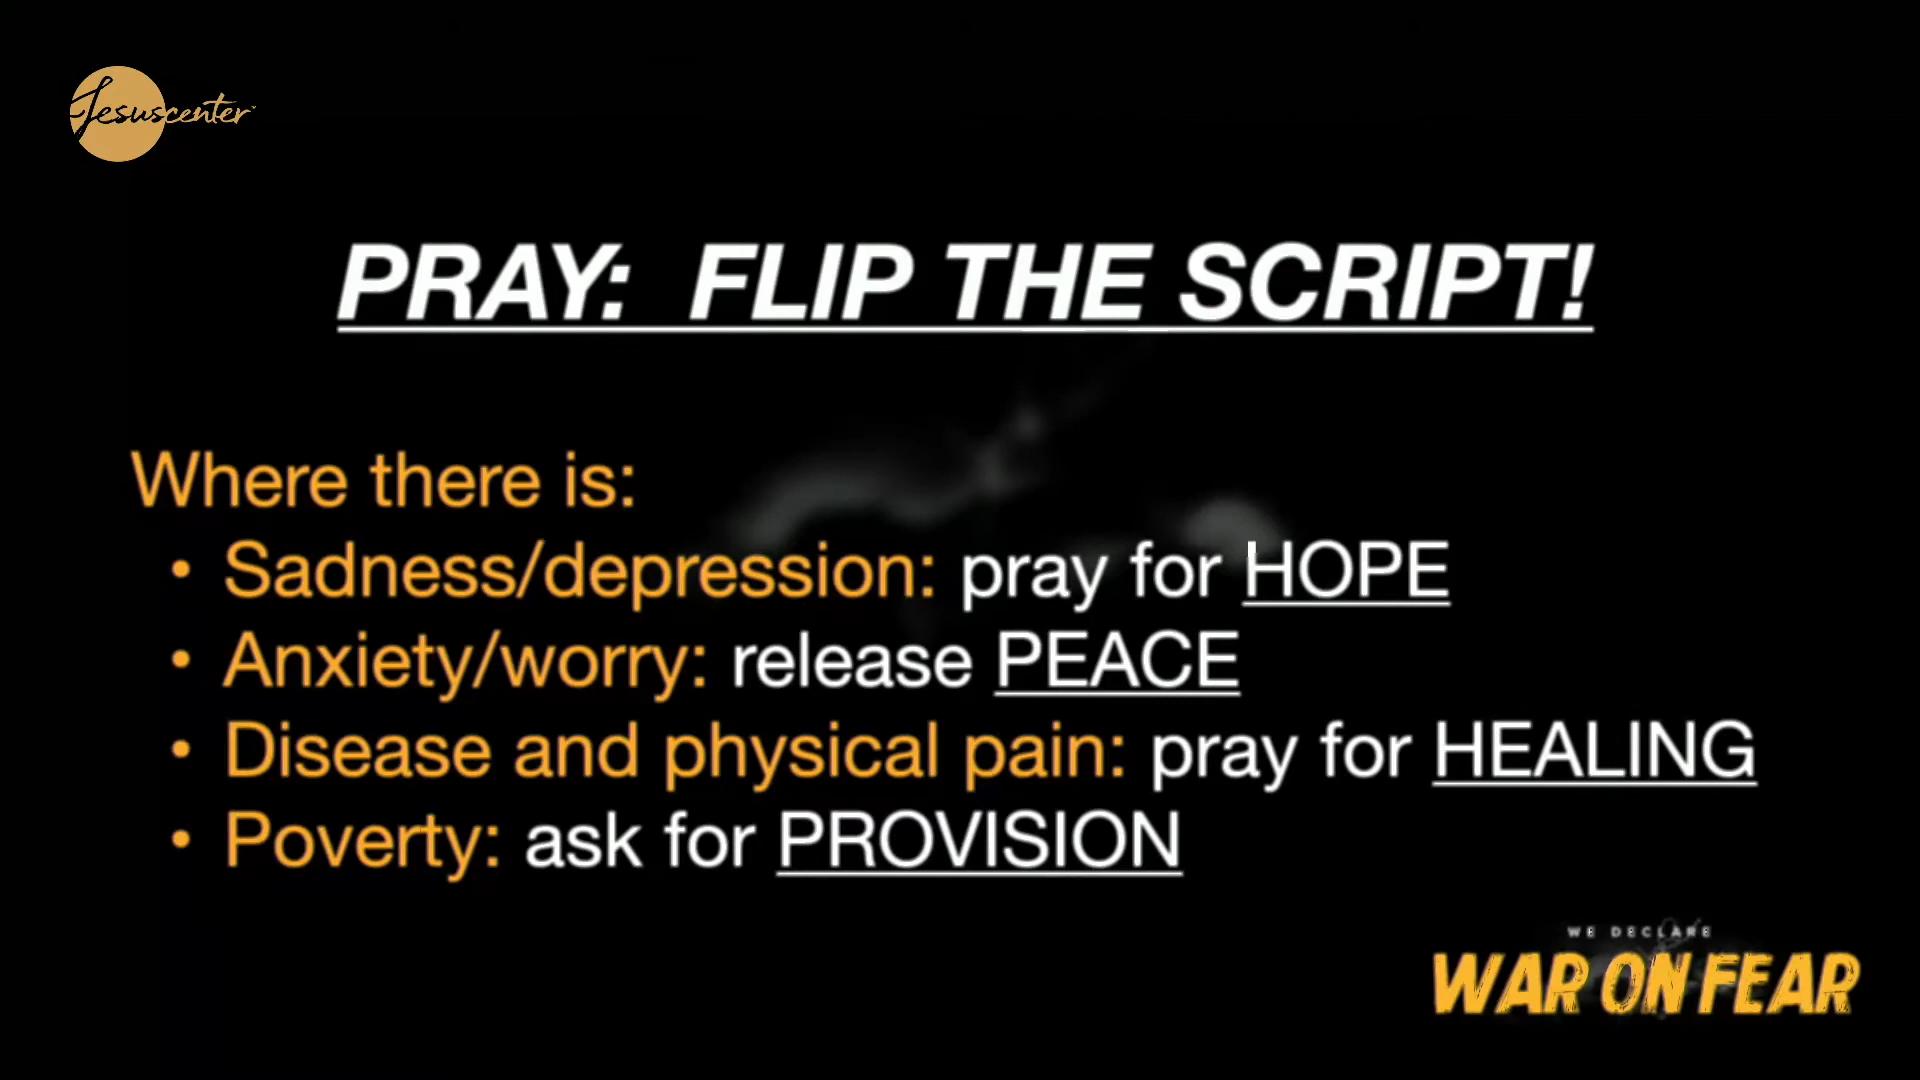 Jesuscenter
PRAY: FLIP THE SCRIPT!
Where there is:
• Sadness/depression: pray for HOPE
• Anxiety/worry: release PEACE
• Disease and physical pain: pray for HEALING
• Poverty: ask for PROVISION
WE DECLARE
WAR ON FEAR